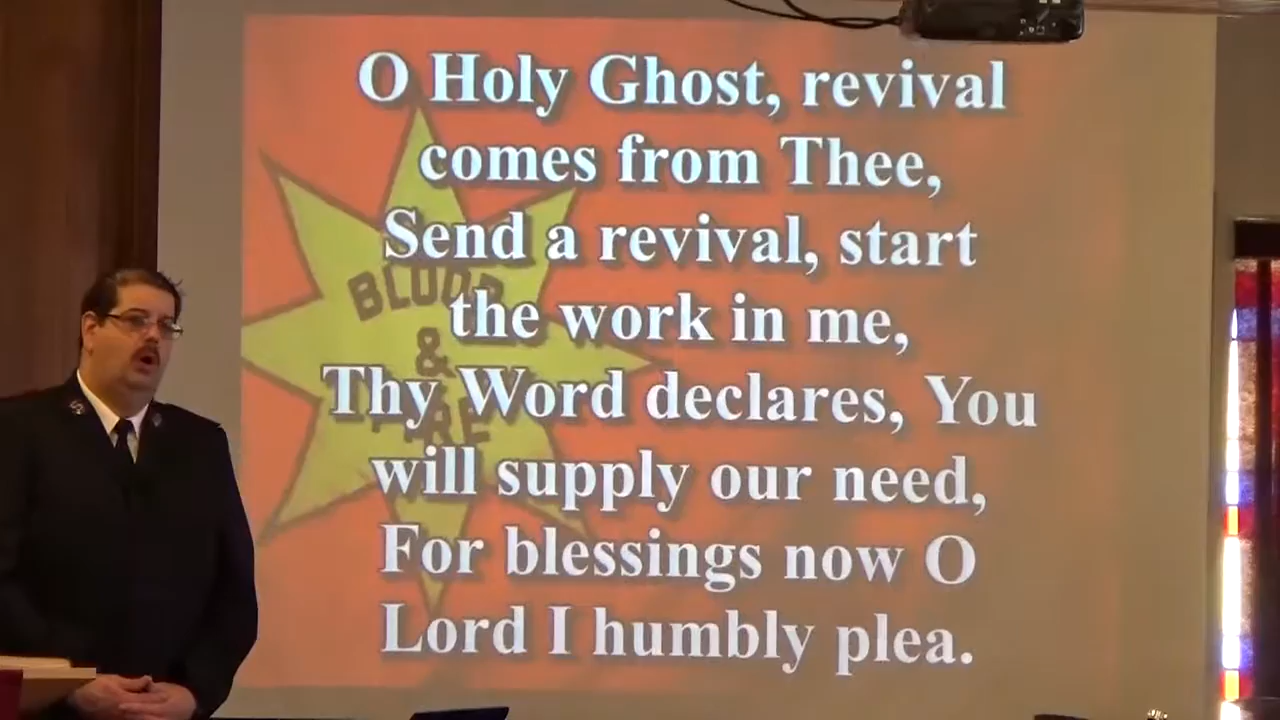 O Holy Ghost, revival
comes from Thee,
Send a revival, start
the work in me,
Thy Word declares, You
will supply our need,
For blessings now O
Lord I humbly plea.
BLOOD
&
FIRE